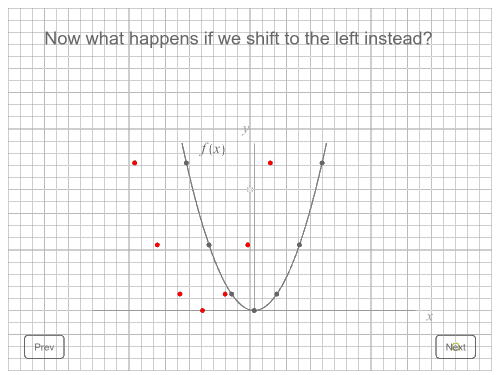 Now what happens if we shift to the left instead?
y
f(x)
x
Prev
Next